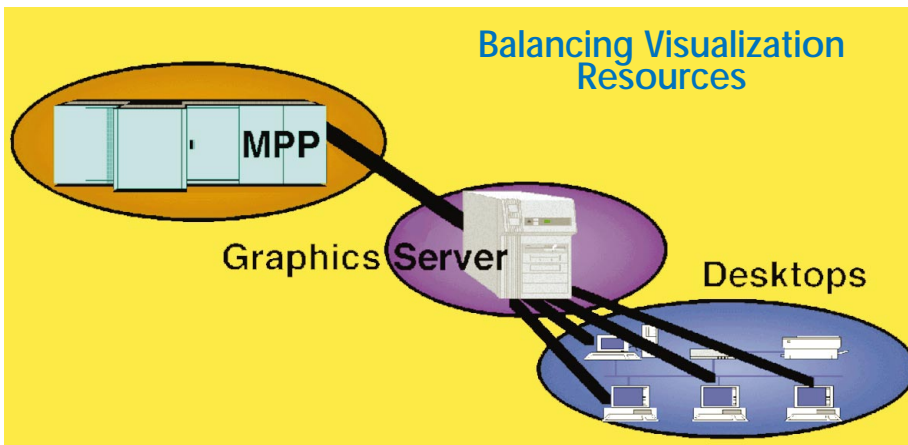 Balancing Visualization
Resources
MPP
Graphics Server
Desktops